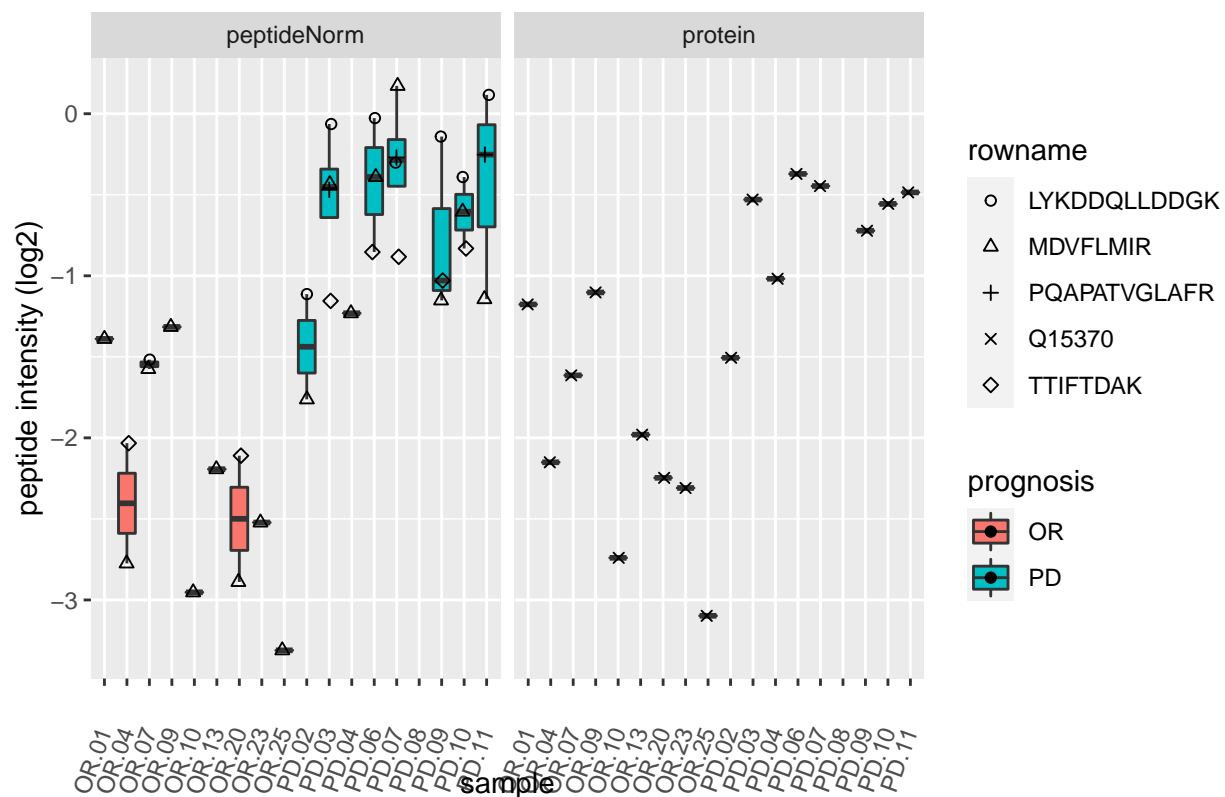 peptideNorm
protein
0
−1
−2
−3
peptide intensity (log2)
OR.01
OR.04
OR.07
OR.09
OR.10
OR.13
OR.20
OR.23
OR.25
PD.02
PD.03
PD.04
PD.06
PD.07
PD.08
PD.09
PD.10
PD.11
OR.01
OR.04
OR.07
OR.09
OR.10
OR.13
OR.20
OR.23
OR.25
PD.02
PD.03
PD.04
PD.06
PD.07
PD.08
PD.09
PD.10
PD.11
sample
rowname
LYKDDQLLDDGK
MDVFLMIR
PQAPATVGLAFR
Q15370
TTIFTDAK
prognosis
OR
PD